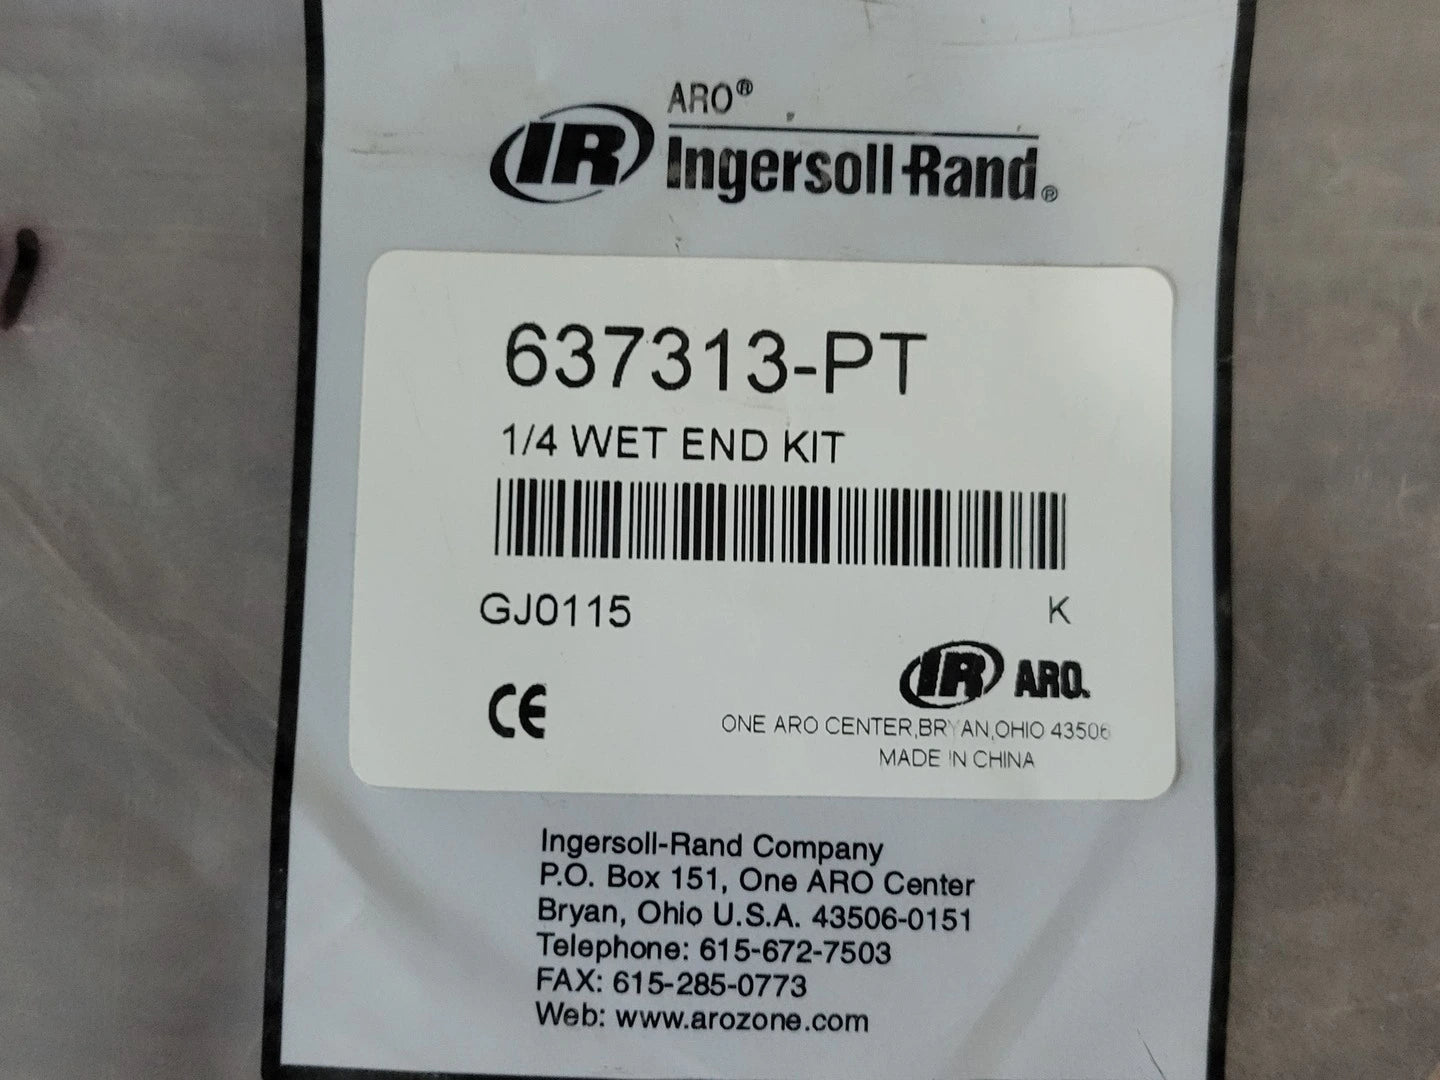 ARO®
IR Ingersoll-Rand®
637313-PT
1/4 WET END KIT
GJ0115 K
CE
IR ARO.
ONE ARO CENTER,BRYAN,OHIO 43506
MADE IN CHINA
Ingersoll-Rand Company
P.O. Box 151, One ARO Center
Bryan, Ohio U.S.A. 43506-0151
Telephone: 615-672-7503
FAX: 615-285-0773
Web: www.arozone.com